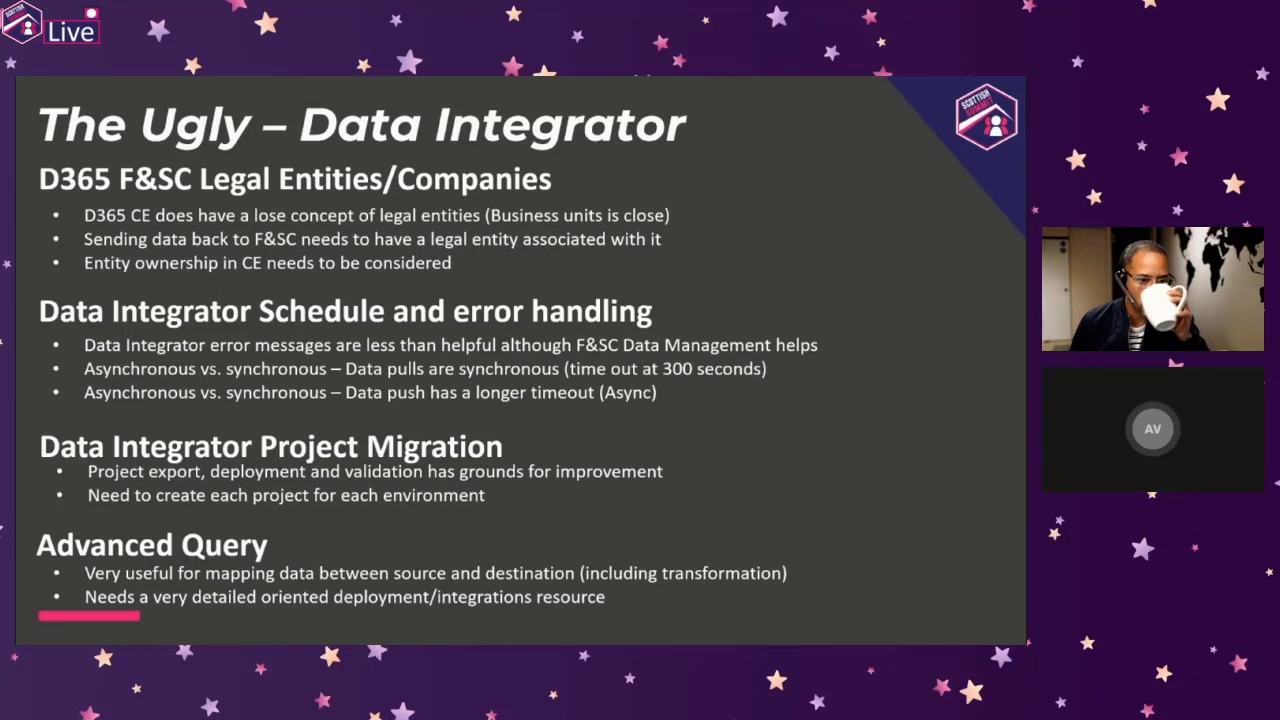 Live
The Ugly – Data Integrator
SCOTTISH
SUMMIT
D365 F&SC Legal Entities/Companies
• D365 CE does have a lose concept of legal entities (Business units is close)
• Sending data back to F&SC needs to have a legal entity associated with it
• Entity ownership in CE needs to be considered
Data Integrator Schedule and error handling
• Data Integrator error messages are less than helpful although F&SC Data Management helps
• Asynchronous vs. synchronous – Data pulls are synchronous (time out at 300 seconds)
• Asynchronous vs. synchronous – Data push has a longer timeout (Async)
AV
Data Integrator Project Migration
• Project export, deployment and validation has grounds for improvement
• Need to create each project for each environment
Advanced Query
• Very useful for mapping data between source and destination (including transformation)
• Needs a very detailed oriented deployment/integrations resource